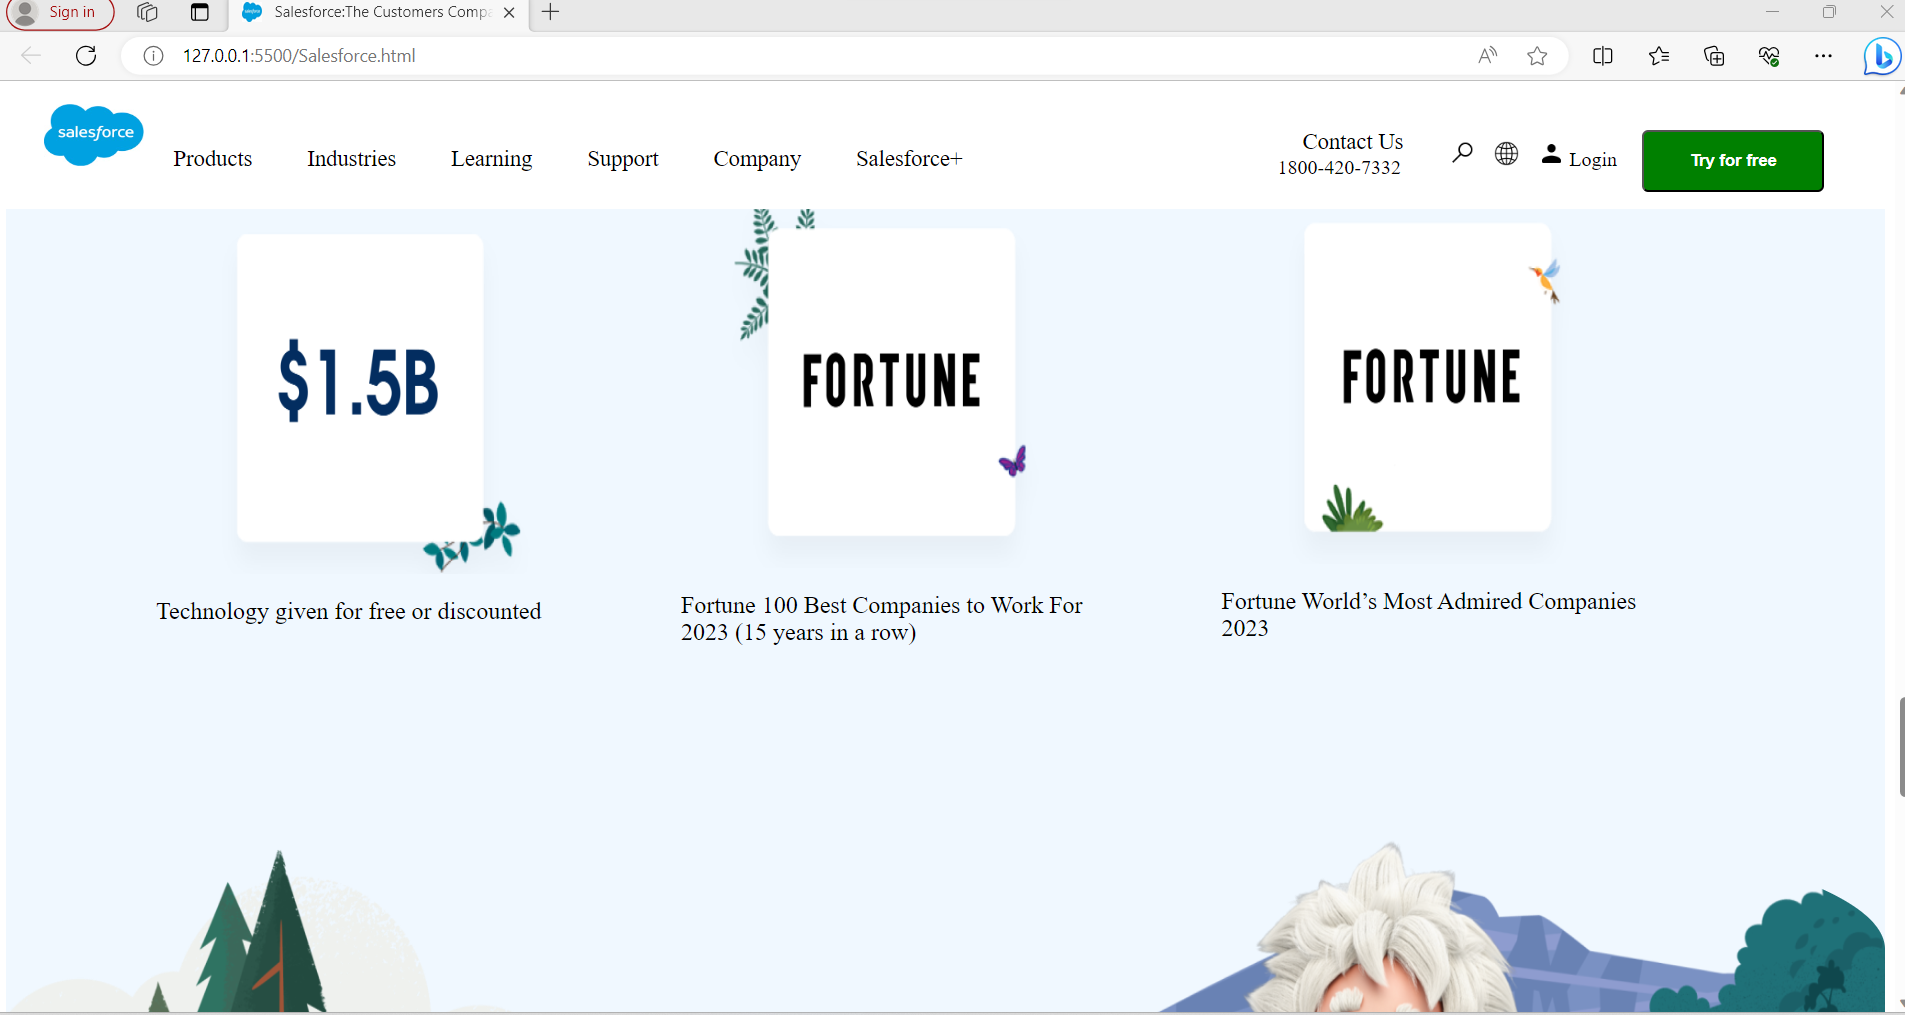 Sign in
Salesforce:The Customers Comp
127.0.0.1:5500/Salesforce.html
salesforce
Products Industries Learning Support Company Salesforce+
Contact Us
1800-420-7332
Login
Try for free
$1.5B
FORTUNE
FORTUNE
Technology given for free or discounted
Fortune 100 Best Companies to Work For
2023 (15 years in a row)
Fortune World’s Most Admired Companies
2023